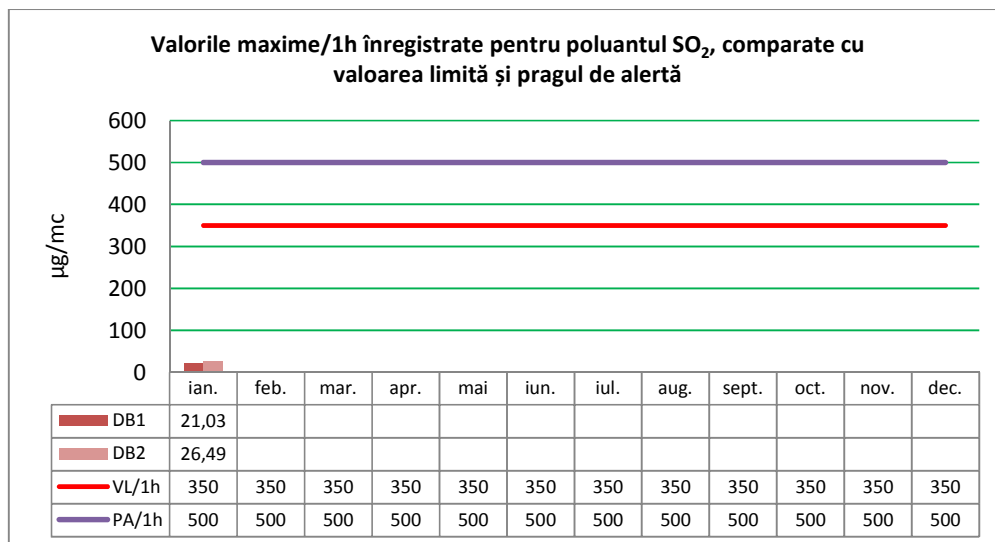 Valorile maxime/1h înregistrate pentru poluantul SO₂, comparate cu
valoarea limită și pragul de alertă
µg/mc
600
500
400
300
200
100
0
ian. feb. mar. apr. mai iun. iul. aug. sept. oct. nov. dec.
DB1 21,03
DB2 26,49
VL/1h 350 350 350 350 350 350 350 350 350 350 350 350
PA/1h 500 500 500 500 500 500 500 500 500 500 500 500